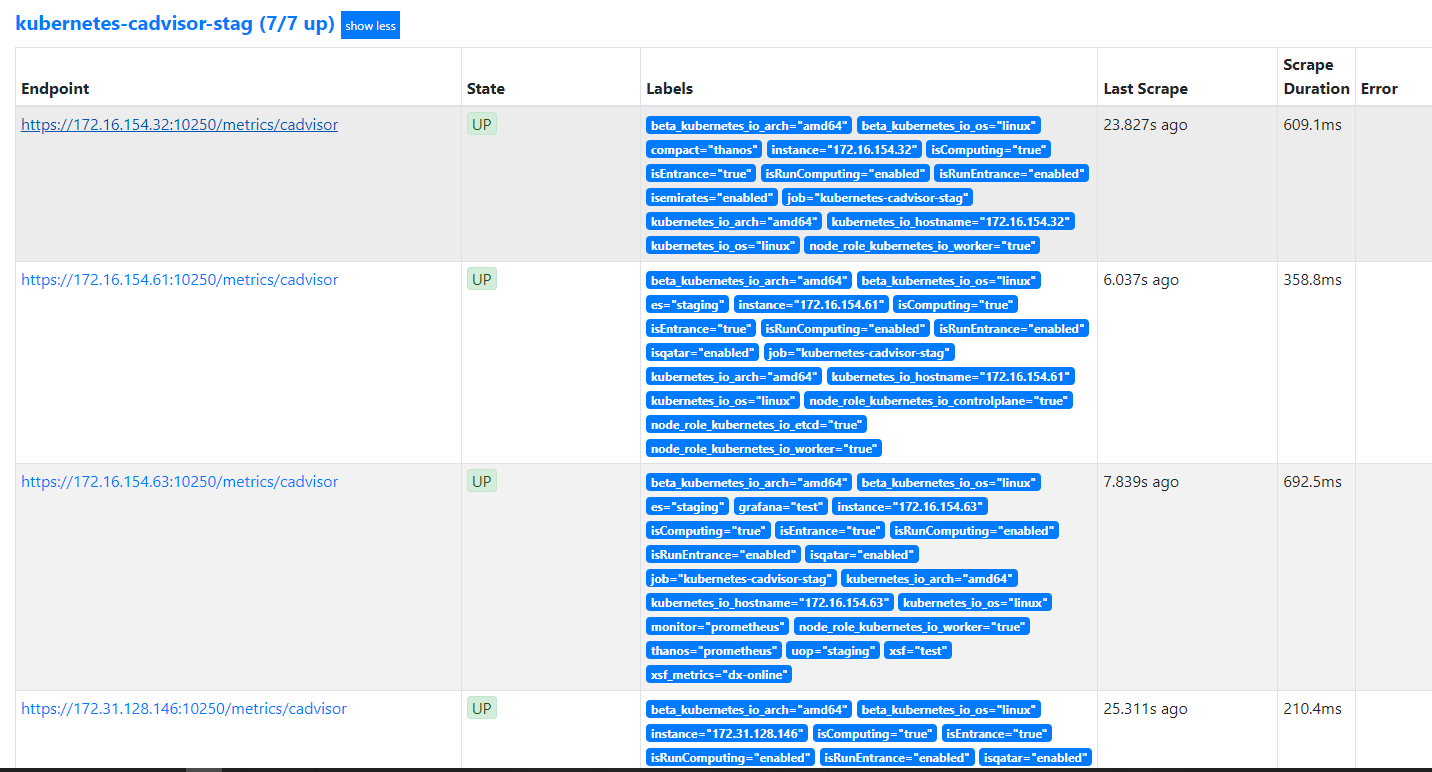 kubernetes-cadvisor-stag (7/7 up) show less
Endpoint State Labels Last Scrape Scrape Duration Error
https://172.16.154.32:10250/metrics/cadvisor UP beta_kubernetes_io_arch="amd64" beta_kubernetes_io_os="linux" 23.827s ago 609.1ms
compact="thanos" instance="172.16.154.32" isComputing="true"
isEntrance="true" isRunComputing="enabled" isRunEntrance="enabled"
isemirates="enabled" job="kubernetes-cadvisor-stag"
kubernetes_io_arch="amd64" kubernetes_io_hostname="172.16.154.32"
kubernetes_io_os="linux" node_role_kubernetes_io_worker="true"
https://172.16.154.61:10250/metrics/cadvisor UP beta_kubernetes_io_arch="amd64" beta_kubernetes_io_os="linux" 6.037s ago 358.8ms
es="staging" instance="172.16.154.61" isComputing="true"
isEntrance="true" isRunComputing="enabled" isRunEntrance="enabled"
isqatar="enabled" job="kubernetes-cadvisor-stag"
kubernetes_io_arch="amd64" kubernetes_io_hostname="172.16.154.61"
kubernetes_io_os="linux" node_role_kubernetes_io_controlplane="true"
node_role_kubernetes_io_etcd="true"
node_role_kubernetes_io_worker="true"
https://172.16.154.63:10250/metrics/cadvisor UP beta_kubernetes_io_arch="amd64" beta_kubernetes_io_os="linux" 7.839s ago 692.5ms
es="staging" grafana="test" instance="172.16.154.63"
isComputing="true" isEntrance="true" isRunComputing="enabled"
isRunEntrance="enabled" isqatar="enabled"
job="kubernetes-cadvisor-stag" kubernetes_io_arch="amd64"
kubernetes_io_hostname="172.16.154.63" kubernetes_io_os="linux"
monitor="prometheus" node_role_kubernetes_io_worker="true"
thanos="prometheus" uop="staging" xsf="test"
xsf_metrics="dx-online"
https://172.31.128.146:10250/metrics/cadvisor UP beta_kubernetes_io_arch="amd64" beta_kubernetes_io_os="linux" 25.311s ago 210.4ms
instance="172.31.128.146" isComputing="true" isEntrance="true"
isRunComputing="enabled" isRunEntrance="enabled" isqatar="enabled"